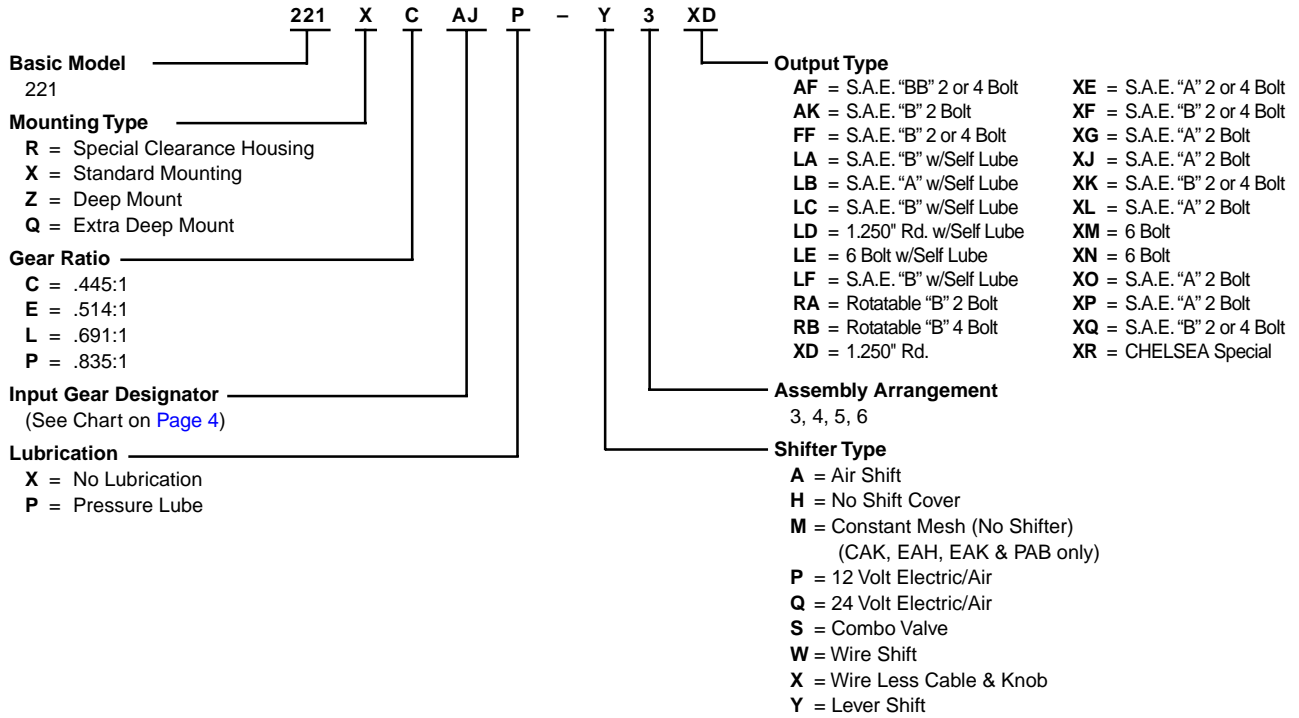 221 X C AJ P – Y 3 XD
Basic Model
221
Mounting Type
R = Special Clearance Housing
X = Standard Mounting
Z = Deep Mount
Q = Extra Deep Mount
Gear Ratio
C = .445:1
E = .514:1
L = .691:1
P = .835:1
Input Gear Designator
(See Chart on Page 4)
Lubrication
X = No Lubrication
P = Pressure Lube
Output Type
AF = S.A.E. “BB” 2 or 4 Bolt
AK = S.A.E. “B” 2 Bolt
FF = S.A.E. “B” 2 or 4 Bolt
LA = S.A.E. “B” w/Self Lube
LB = S.A.E. “A” w/Self Lube
LC = S.A.E. “B” w/Self Lube
LD = 1.250" Rd. w/Self Lube
LE = 6 Bolt w/Self Lube
LF = S.A.E. “B” w/Self Lube
RA = Rotatable “B” 2 Bolt
RB = Rotatable “B” 4 Bolt
XD = 1.250" Rd.
XE = S.A.E. “A” 2 or 4 Bolt
XF = S.A.E. “B” 2 or 4 Bolt
XG = S.A.E. “A” 2 Bolt
XJ = S.A.E. “A” 2 Bolt
XK = S.A.E. “B” 2 or 4 Bolt
XL = S.A.E. “A” 2 Bolt
XM = 6 Bolt
XN = 6 Bolt
XO = S.A.E. “A” 2 Bolt
XP = S.A.E. “A” 2 Bolt
XQ = S.A.E. “B” 2 or 4 Bolt
XR = CHELSEA Special
Assembly Arrangement
3, 4, 5, 6
Shifter Type
A = Air Shift
H = No Shift Cover
M = Constant Mesh (No Shifter)
(CAK, EAH, EAK & PAB only)
P = 12 Volt Electric/Air
Q = 24 Volt Electric/Air
S = Combo Valve
W = Wire Shift
X = Wire Less Cable & Knob
Y = Lever Shift